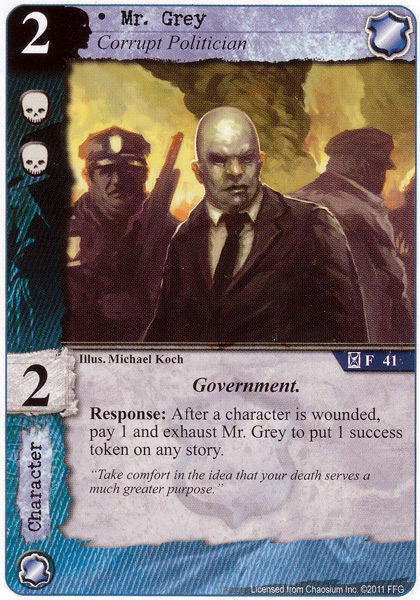 2
• Mr. Grey
Corrupt Politician
Illus. Michael Koch
F 41
2
Government.
Response: After a character is wounded,
pay 1 and exhaust Mr. Grey to put 1 success
token on any story.
“Take comfort in the idea that your death serves a
much greater purpose.”
Character
Licensed from Chaosium Inc. ©2011 FFG